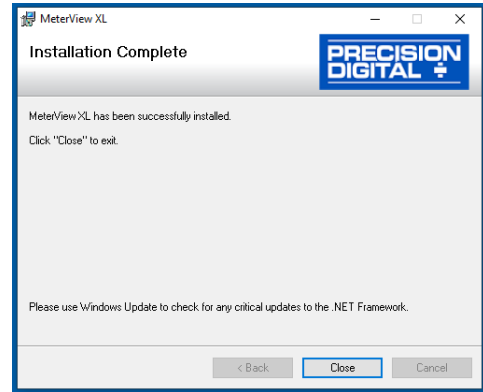 MeterView XL
Installation Complete
PRECISION
DIGITAL
MeterView XL has been successfully installed.
Click "Close" to exit.
Please use Windows Update to check for any critical updates to the .NET Framework.
< Back
Close
Cancel